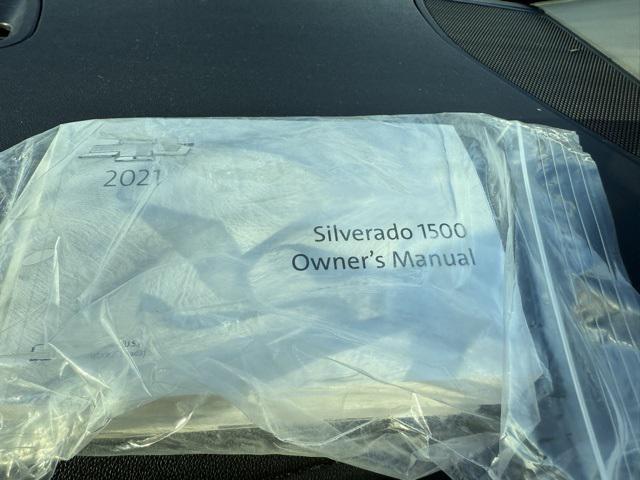 2021
Silverado 1500
Owner's Manual
U.S.